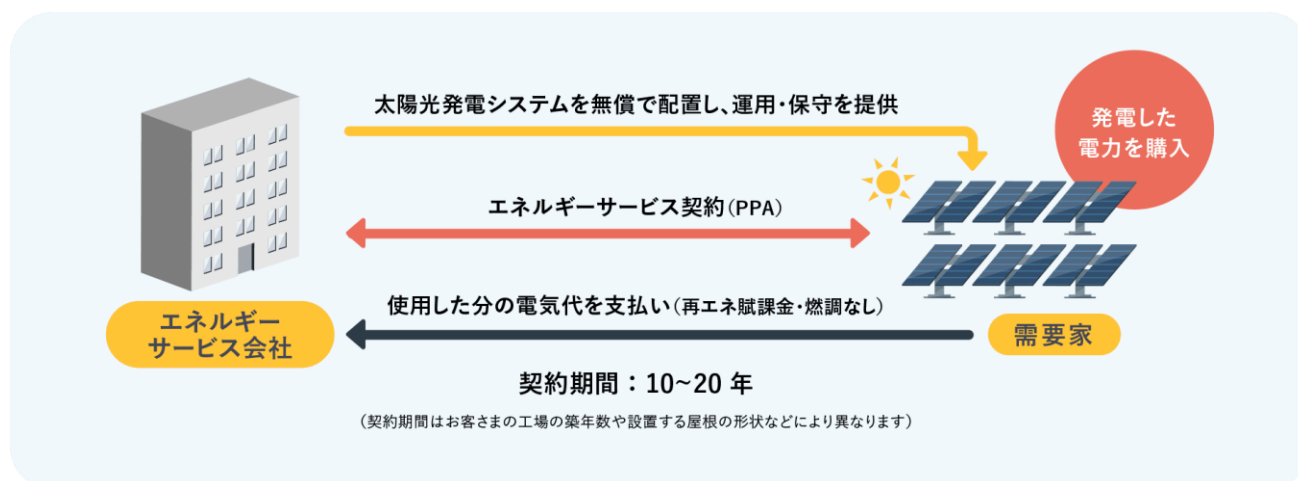 太陽光発電システムを無償で配置し、運用・保守を提供
発電した
電力を購入
エネルギーサービス契約(PPA)
使用した分の電気代を支払い(再エネ賦課金・燃調なし)
エネルギー
サービス会社
需要家
契約期間：10~20 年
(契約期間はお客さまの工場の築年数や設置する屋根の形状などにより異なります)